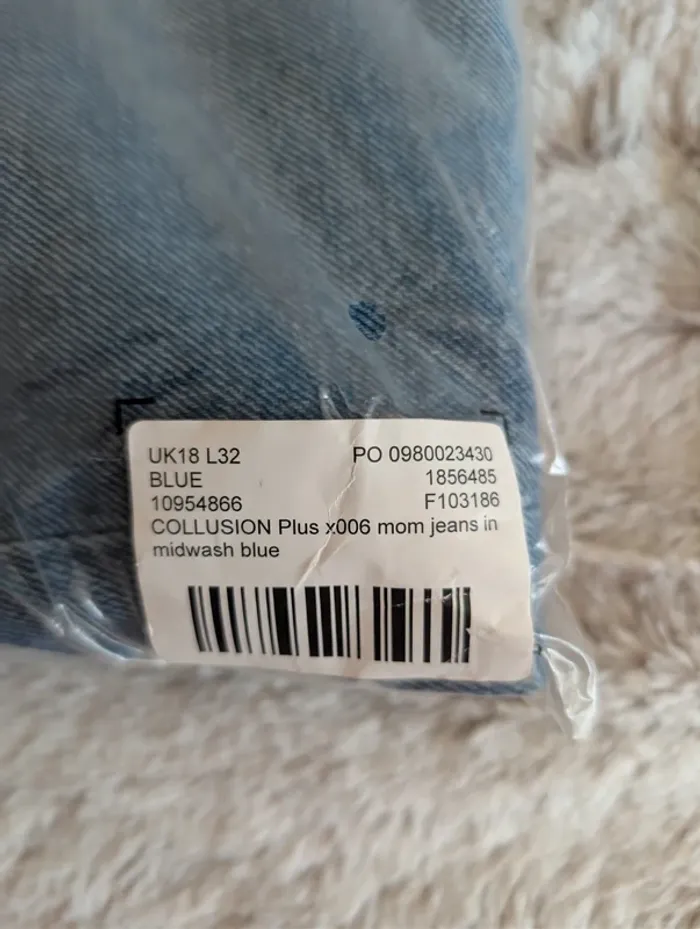 UK18 L32 PO 0980023430
BLUE 1856485
10954866 F103186
COLLUSION Plus x006 mom jeans in
midwash blue